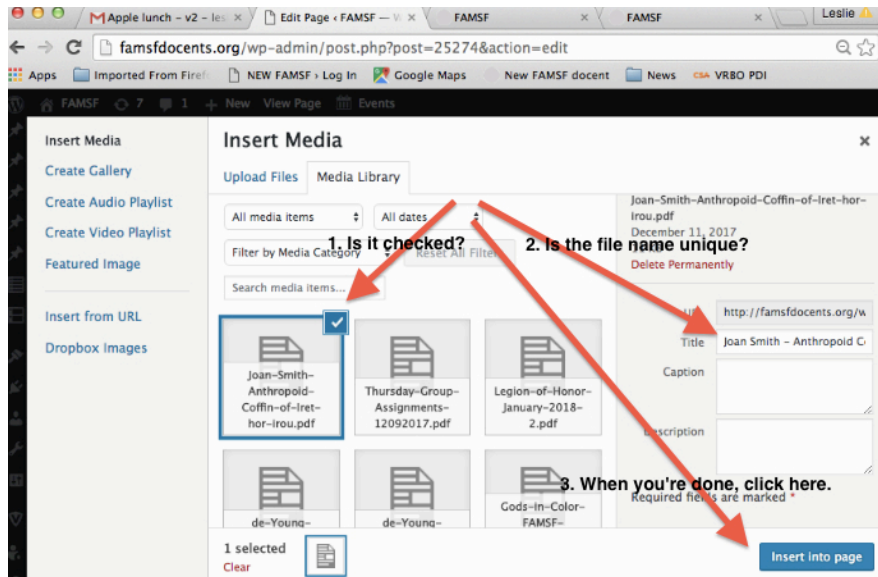 Apple lunch - v2 - les
Edit Page ‹ FAMSF — W
FAMSF
FAMSF
Leslie
famsfdocents.org/wp-admin/post.php?post=25274&action=edit
Apps Imported From Firef NEW FAMSF › Log In Google Maps New FAMSF docent News CSA VRBO PDI
FAMSF 7 1 + New View Page Events
Insert Media
Create Gallery
Create Audio Playlist
Create Video Playlist
Featured Image
Insert from URL
Dropbox Images
Insert Media
Upload Files Media Library
All media items All dates
1. Is it checked?
Filter by Media Category Reset All Filter
Search media items...
2. Is the file name unique?
Joan-Smith-
Anthropoid-
Coffin-of-Iret-
hor-irou.pdf
Thursday-Group-
Assignments-
12092017.pdf
Legion-of-Honor-
January-2018-
2.pdf
de-Young-
de-Young-
Gods-in-Color-
FAMSF-
Joan-Smith-Anthropoid-Coffin-of-Iret-hor-
irou.pdf
December 11, 2017
Delete Permanently
http://famsfdocents.org/w
Title Joan Smith - Anthropoid C
Caption
Description
3. When you're done, click here.
Required fields are marked *
1 selected
Clear
Insert into page